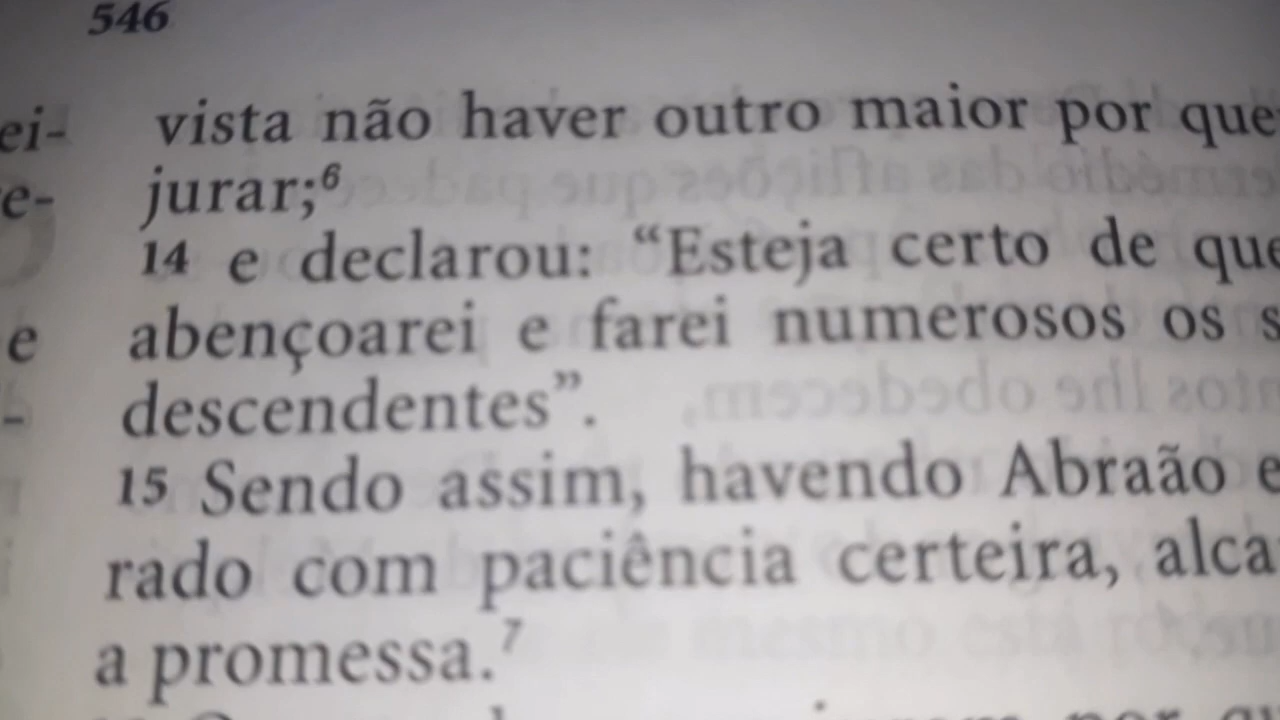 546
vista não haver outro maior por que
jurar;⁶
14 e declarou: “Esteja certo de que
abençoarei e farei numerosos os
descendentes”.
15 Sendo assim, havendo Abraão
rado com paciência certeira,
a promessa.⁷